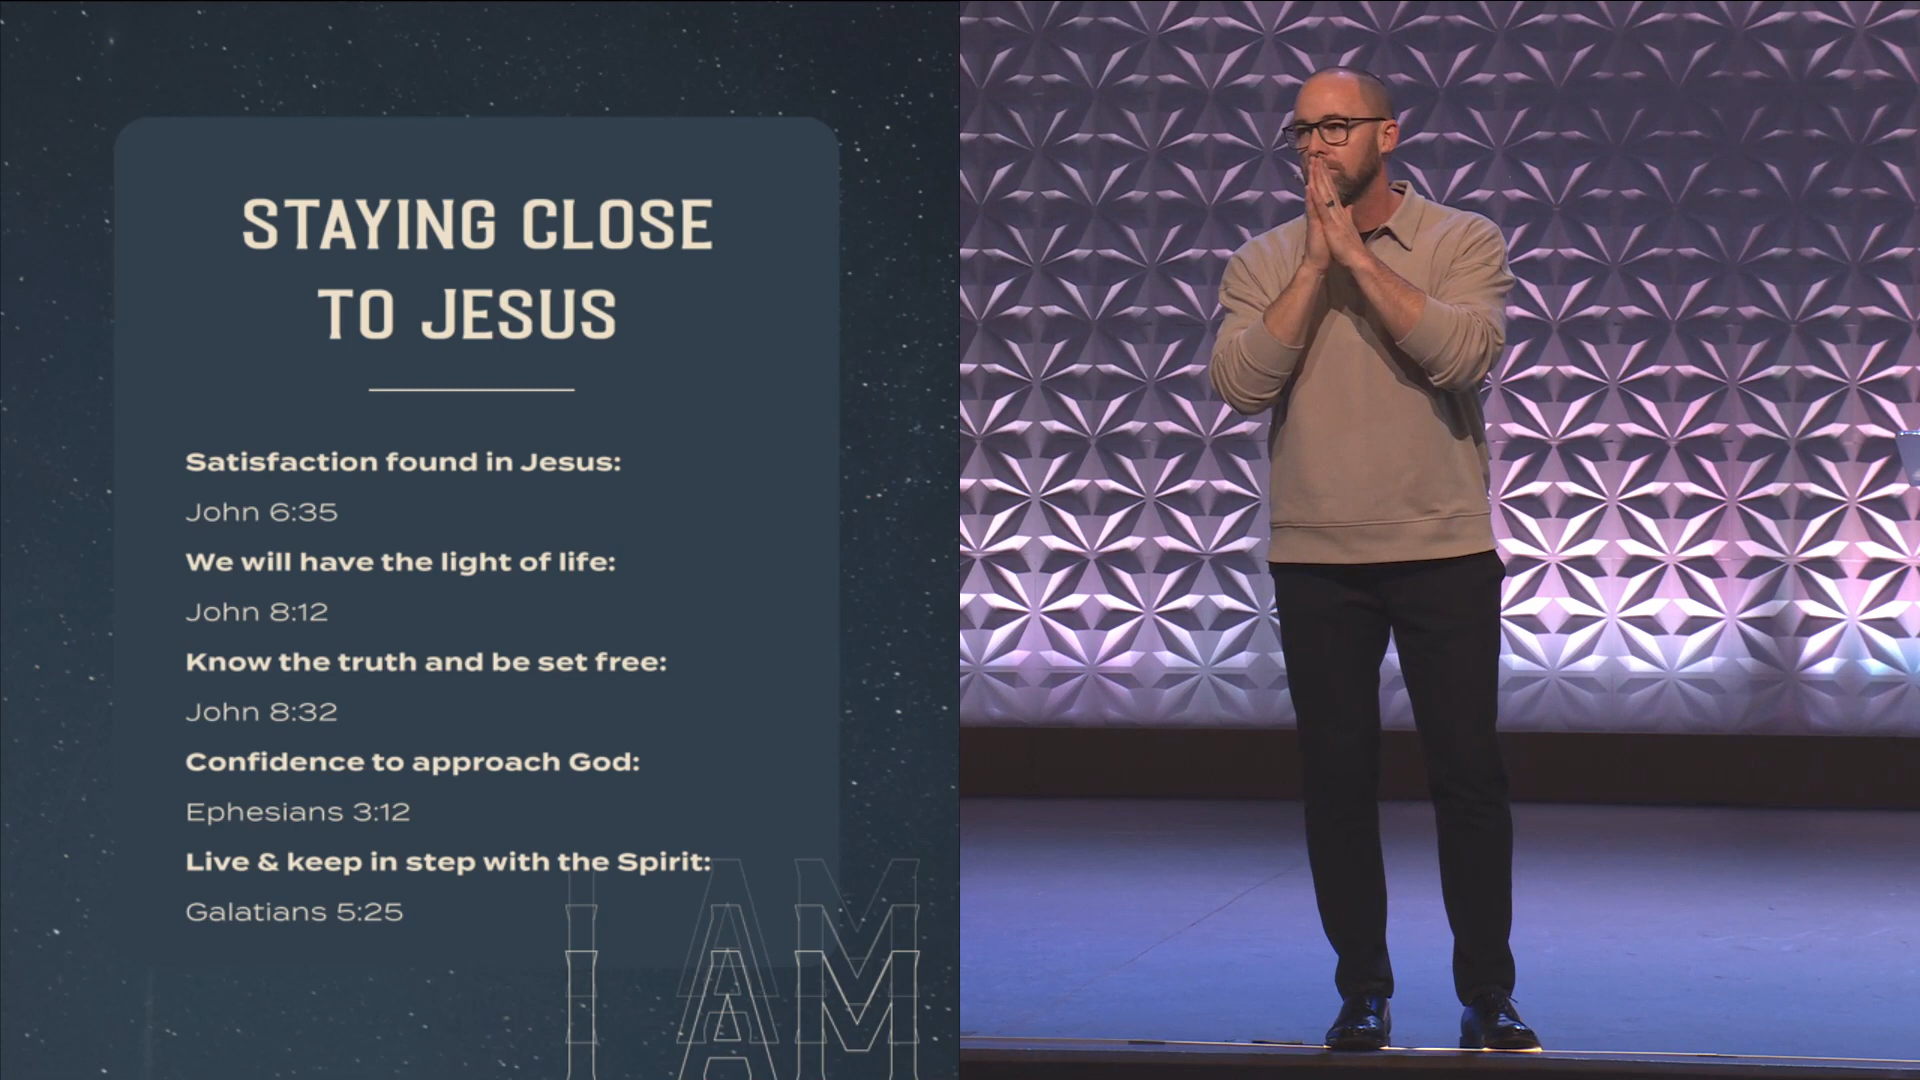 STAYING CLOSE
TO JESUS
Satisfaction found in Jesus:
John 6:35
We will have the light of life:
John 8:12
Know the truth and be set free:
John 8:32
Confidence to approach God:
Ephesians 3:12
Live & keep in step with the Spirit:
Galatians 5:25
I AM
I AM